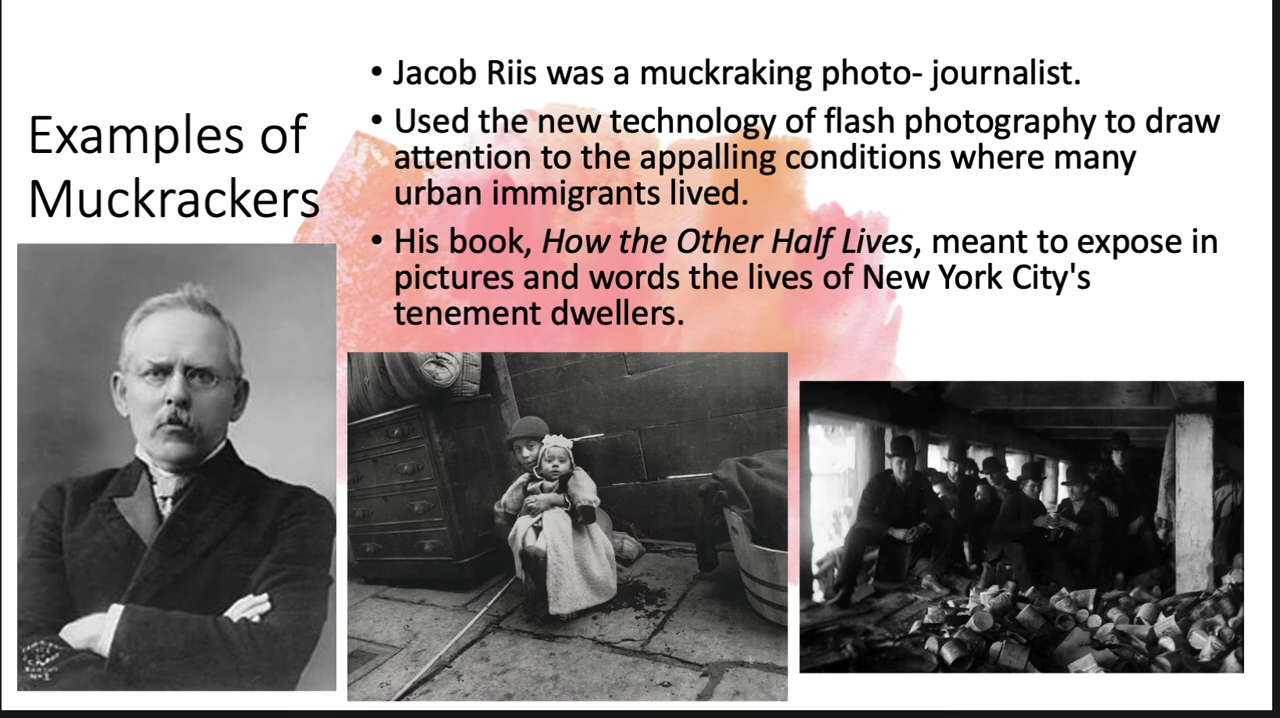 Examples of
Muckrackers
• Jacob Riis was a muckraking photo- journalist.
• Used the new technology of flash photography to draw
attention to the appalling conditions where many
urban immigrants lived.
• His book, How the Other Half Lives, meant to expose in
pictures and words the lives of New York City's
tenement dwellers.